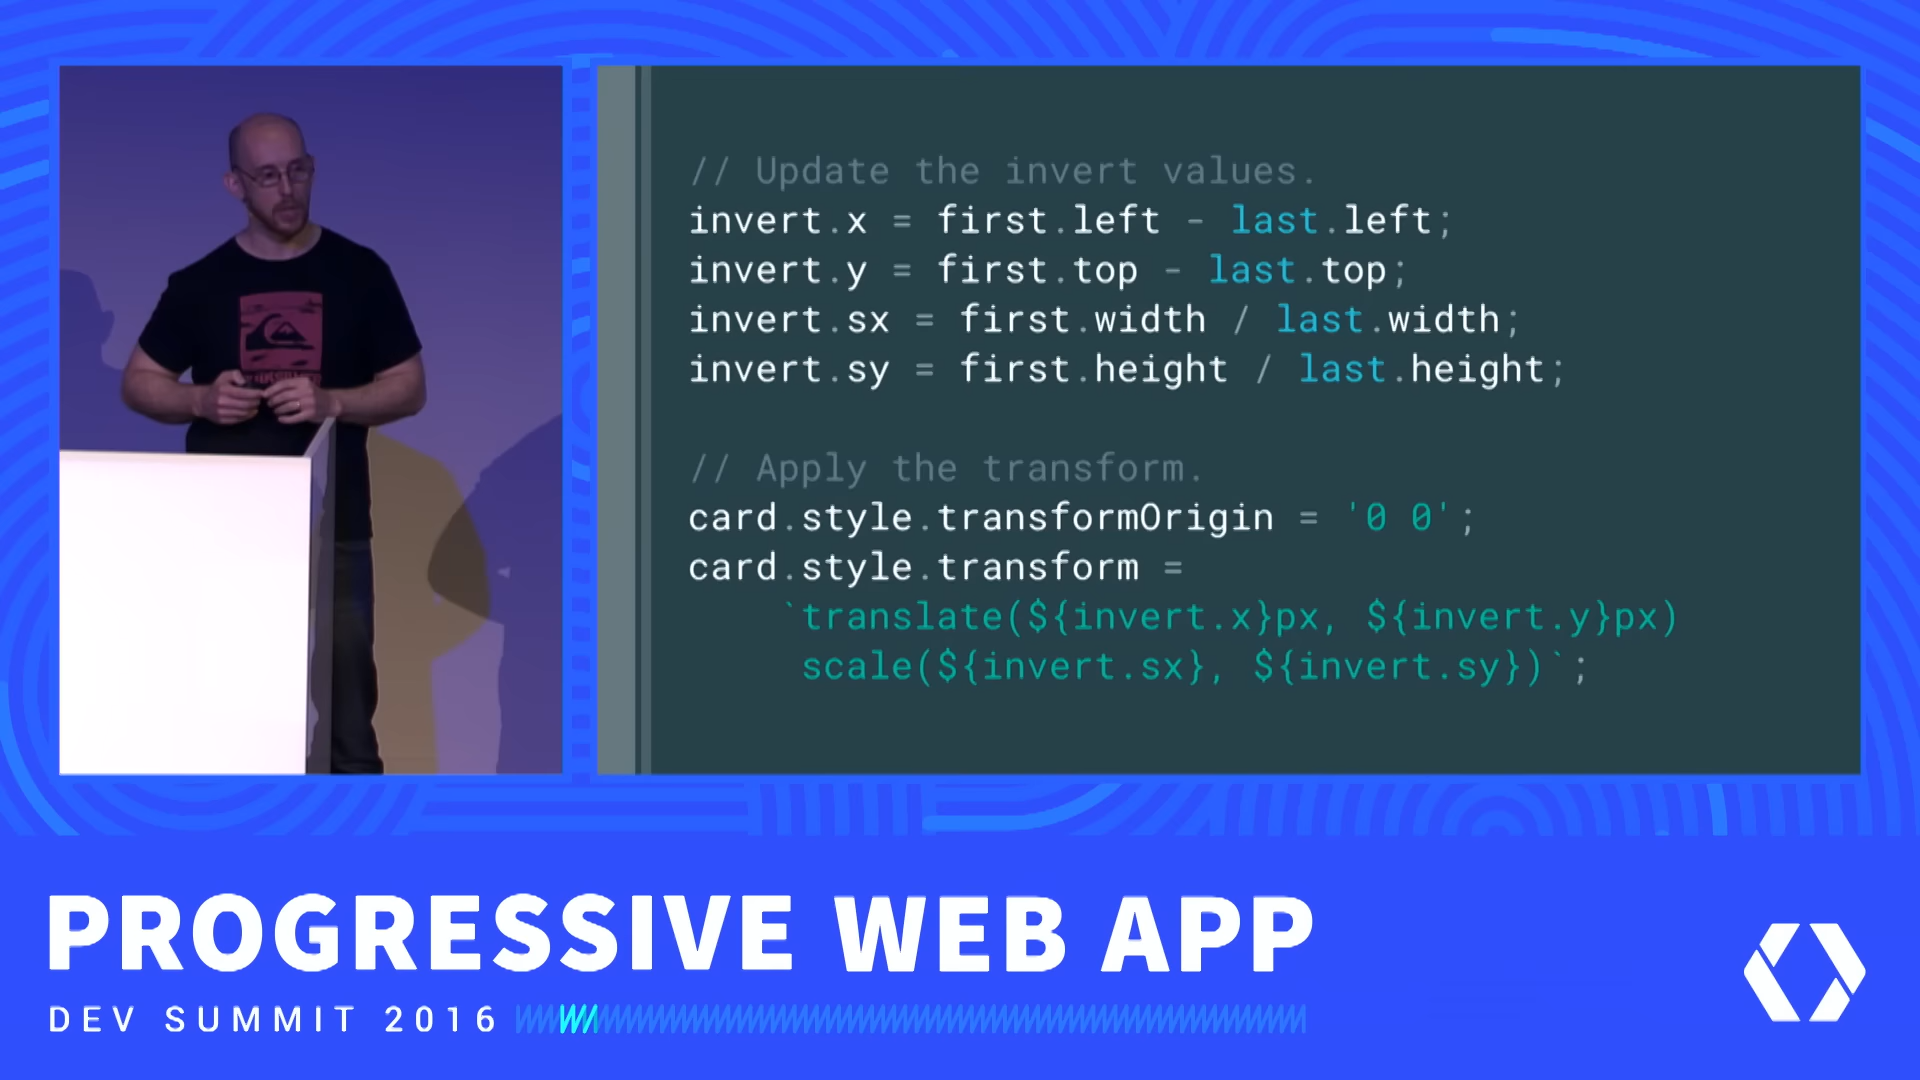 // Update the invert values.
invert.x = first.left - last.left;
invert.y = first.top - last.top;
invert.sx = first.width / last.width;
invert.sy = first.height / last.height;
// Apply the transform.
card.style.transformOrigin = '0 0';
card.style.transform =
`translate(${invert.x}px, ${invert.y}px)
scale(${invert.sx}, ${invert.sy})`;
PROGRESSIVE WEB APP
DEV SUMMIT 2016